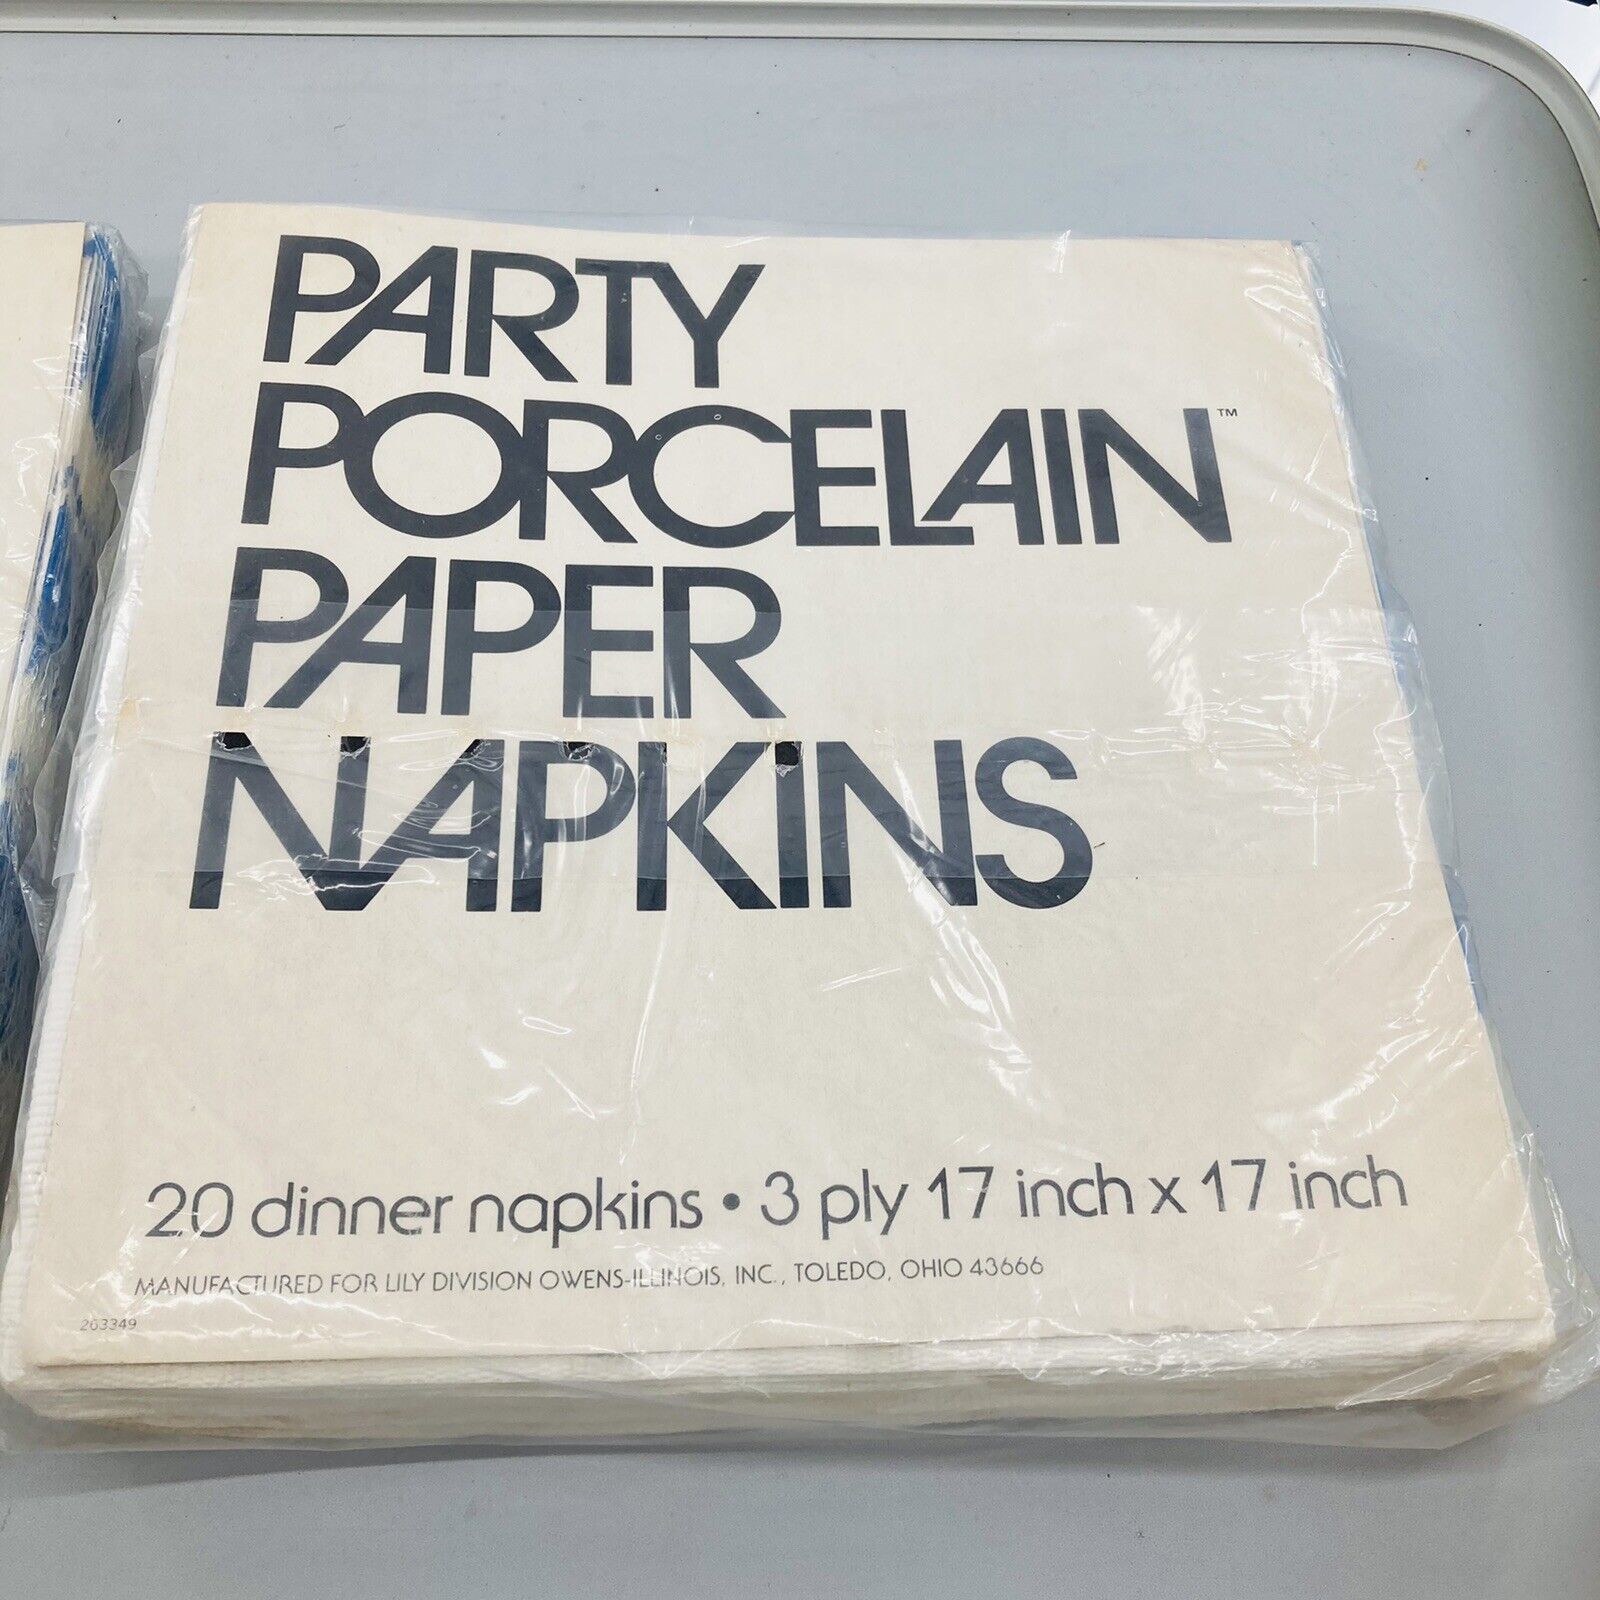 PARTY
PORCELAIN™
PAPER
NAPKINS
20 dinner napkins • 3 ply 17 inch x 17 inch
MANUFACTURED FOR LILY DIVISION OWENS-ILLINOIS, INC., TOLEDO, OHIO 43666
263349